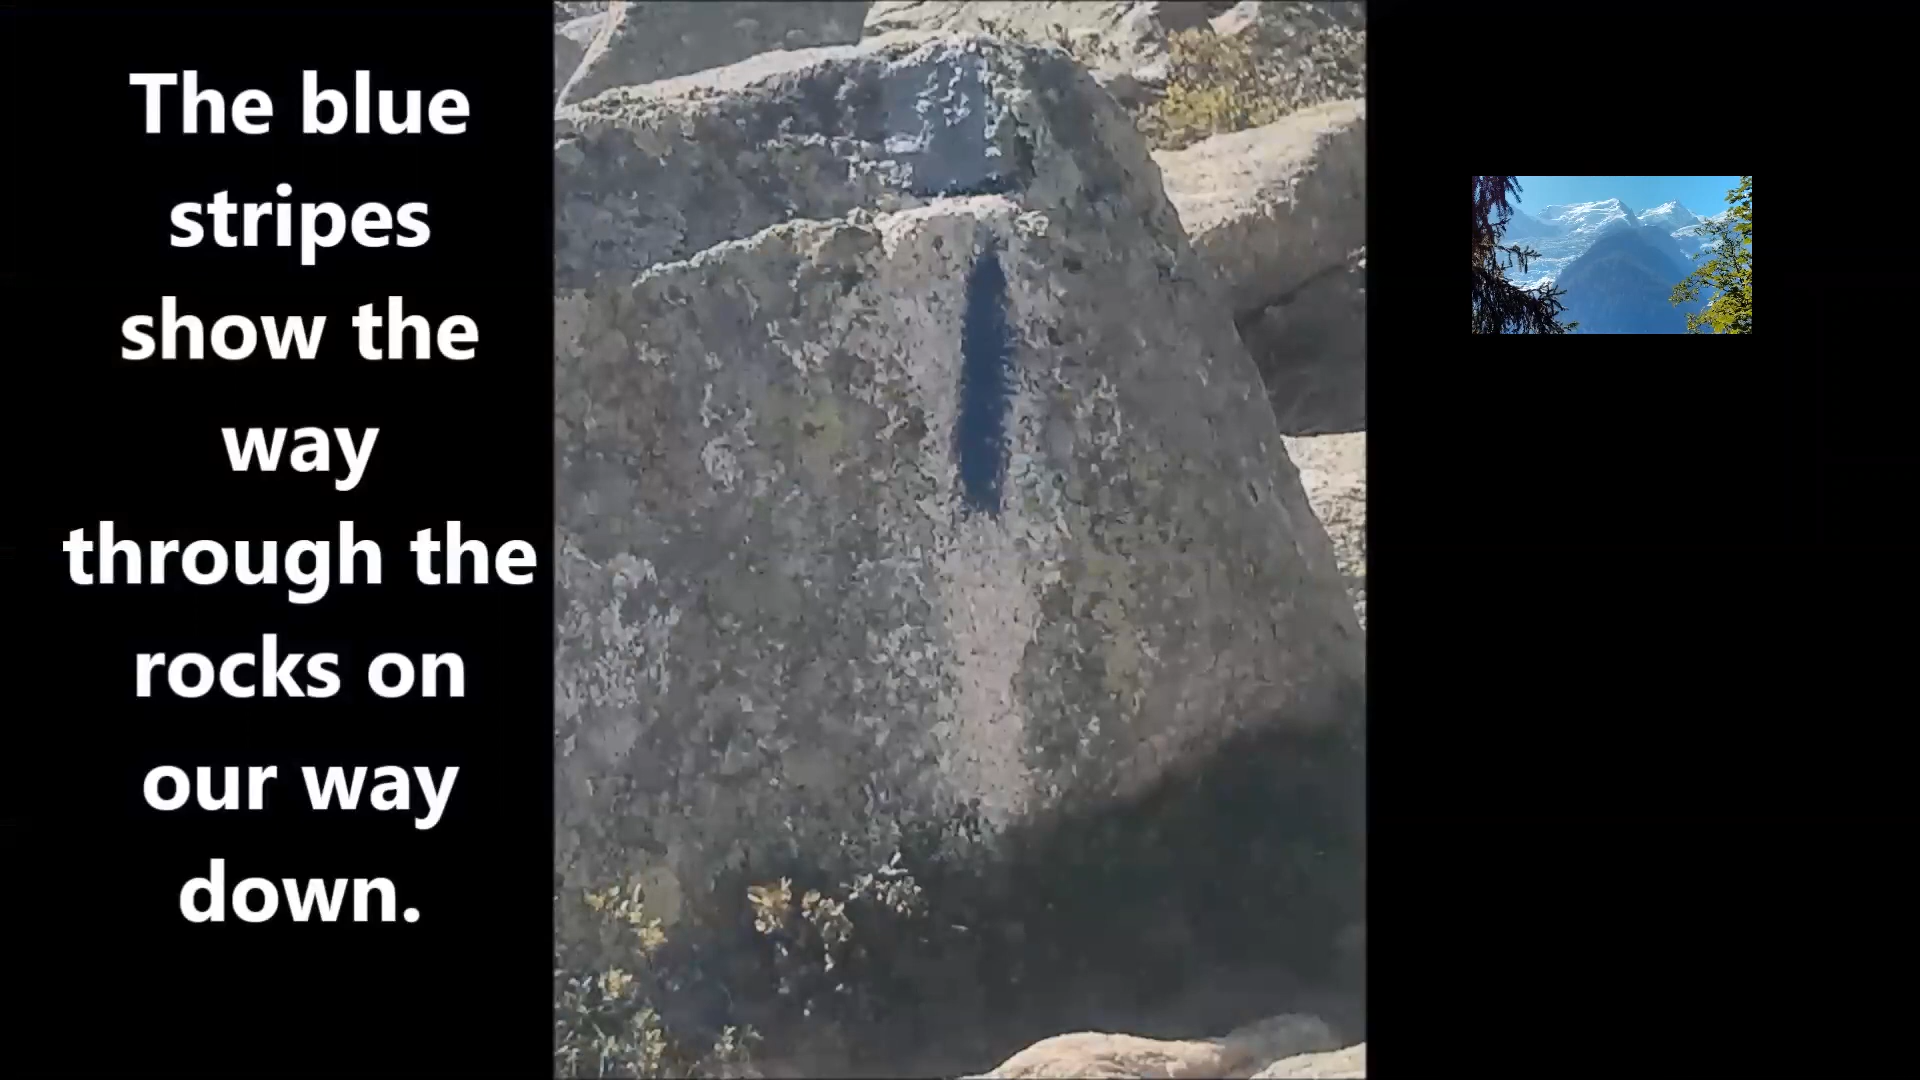 The blue
stripes
show the
way
through the
rocks on
our way
down.